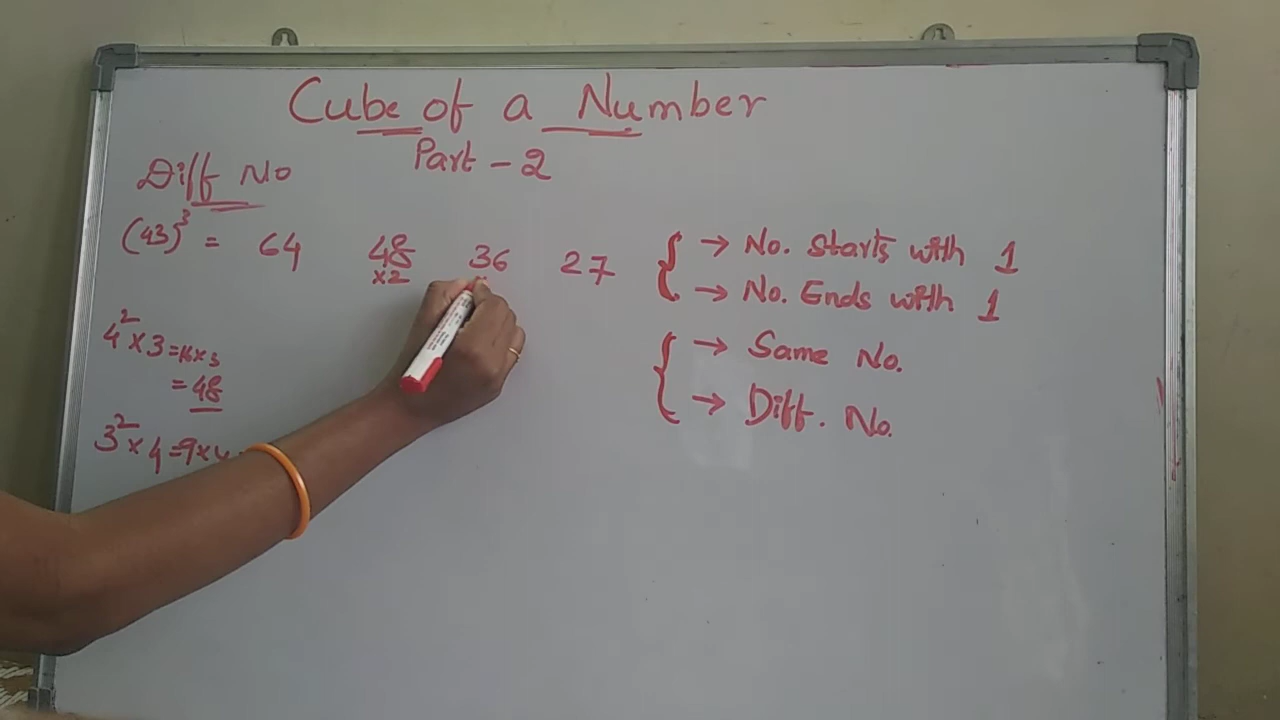 Cube of a Number
Part - 2
Diff No
(43)³ = 64 48 36 27
×2
4² × 3 = 16 × 3
= 48
3² × 4 = 9 × 4
{ → No. Starts with 1
→ No. Ends with 1
{ → Same No.
→ Diff. No.